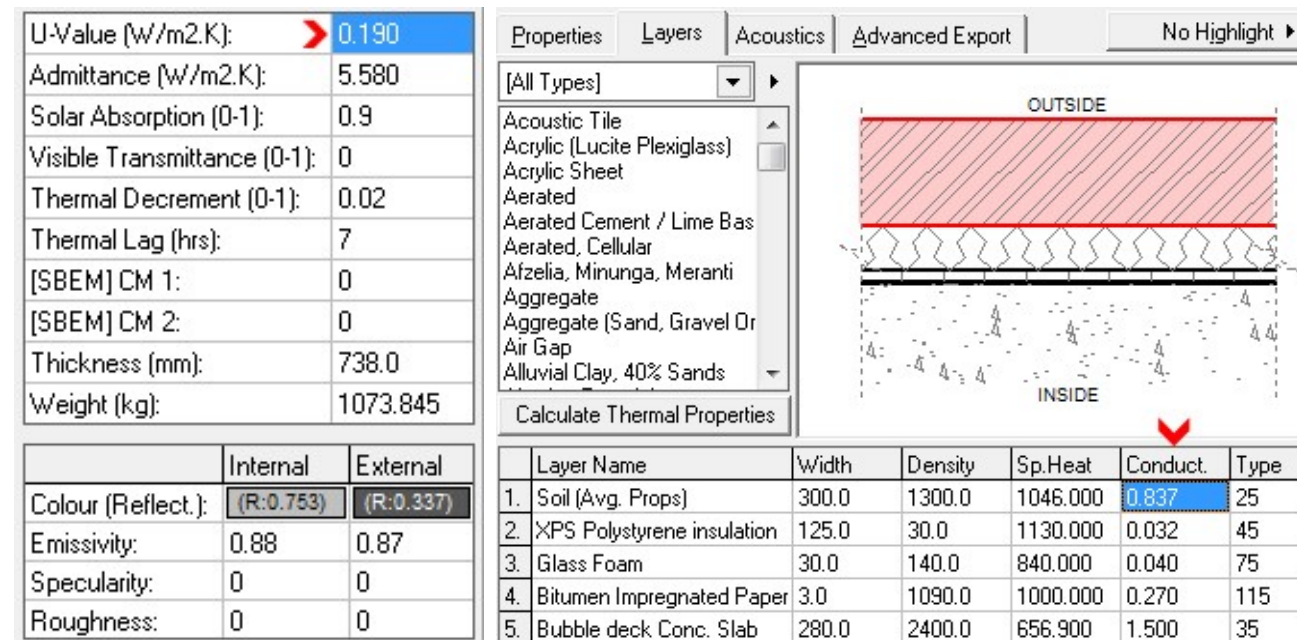 U-Value (W/m2.K): 0.190
Admittance (W/m2.K): 5.580
Solar Absorption (0-1): 0.9
Visible Transmittance (0-1): 0
Thermal Decrement (0-1): 0.02
Thermal Lag (hrs): 7
[SBEM] CM 1: 0
[SBEM] CM 2: 0
Thickness (mm): 738.0
Weight (kg): 1073.845
Internal External
Colour (Reflect.): (R:0.753) (R:0.337)
Emissivity: 0.88 0.87
Specularity: 0 0
Roughness: 0 0
Properties Layers Acoustics Advanced Export No Highlight
[All Types]
Acoustic Tile
Acrylic (Lucite Plexiglass)
Acrylic Sheet
Aerated
Aerated Cement / Lime Bas
Aerated, Cellular
Afzelia, Minunga, Meranti
Aggregate
Aggregate (Sand, Gravel Or
Air Gap
Alluvial Clay, 40% Sands
Calculate Thermal Properties
OUTSIDE
INSIDE
Layer Name Width Density Sp.Heat Conduct. Type
1. Soil (Avg. Props) 300.0 1300.0 1046.000 0.837 25
2. XPS Polystyrene insulation 125.0 30.0 1130.000 0.032 45
3. Glass Foam 30.0 140.0 840.000 0.040 75
4. Bitumen Impregnated Paper 3.0 1090.0 1000.000 0.270 115
5. Bubble deck Conc. Slab 280.0 2400.0 656.900 1.500 35